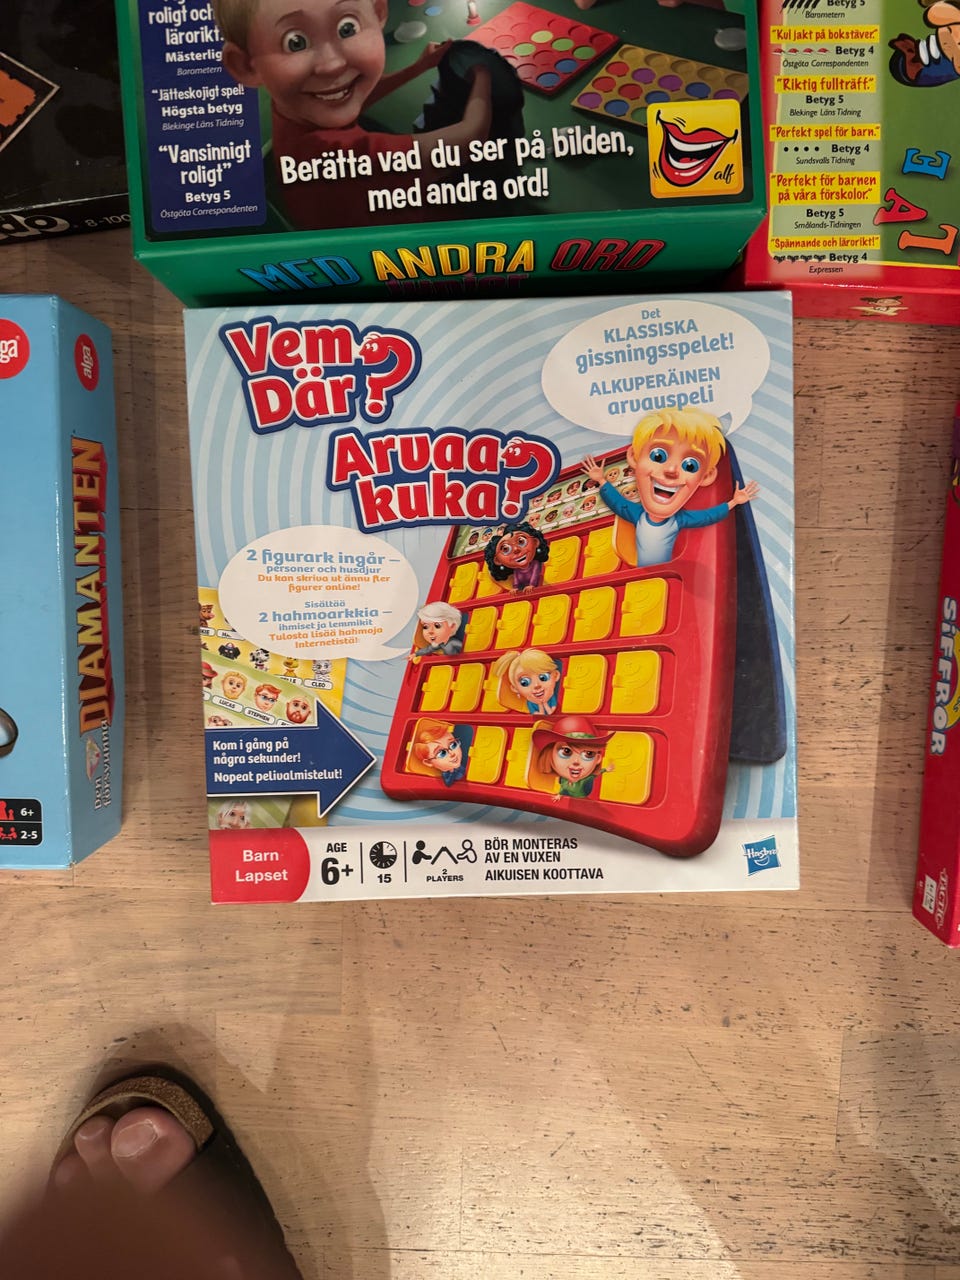 roligt och
lärorikt.
Mästerlig
Barometern
"Jätteskojigt spel!
Högsta betyg
Blekinge Läns Tidning
"Vansinnigt
roligt"
Betyg 5
Östgöta Correspondenten
Berätta vad du ser på bilden,
med andra ord!
alf
MED ANDRA ORD
Betyg 5
Barometern
"Kul jakt på bokstäver."
Betyg 4
Östgöta Correspondenten
"Riktig fullträff."
Betyg 5
Blekinge Läns Tidning
"Perfekt spel för barn."
Betyg 4
Sundsvalls Tidning
"Perfekt för barnen
på våra förskolor."
Betyg 5
Smålands-Tidningen
"Spännande och lärorikt!"
Betyg 4
Expressen
E
A
L
8-100
alga
DIAMANTEN
Den
försvunna
6+
2-5
Vem
Där?
Det
KLASSISKA
gissningsspelet!
ALKUPERÄINEN
arvauspeli
Arvaa
kuka?
2 figurark ingår –
personer och husdjur
Du kan skriva ut ännu fler
figurer online!
Sisältää
2 hahmoarkkia –
ihmiset ja lemmikit
Tulosta lisää hahmoja
Internetistä!
CLEO
LUCAS
STEPHEN
Kom i gång på
några sekunder!
Nopeat pelivalmistelut!
Barn
Lapset
AGE
6+
15
2
PLAYERS
BÖR MONTERAS
AV EN VUXEN
AIKUISEN KOOTTAVA
Hasbro
SIFFROR
TACTIC